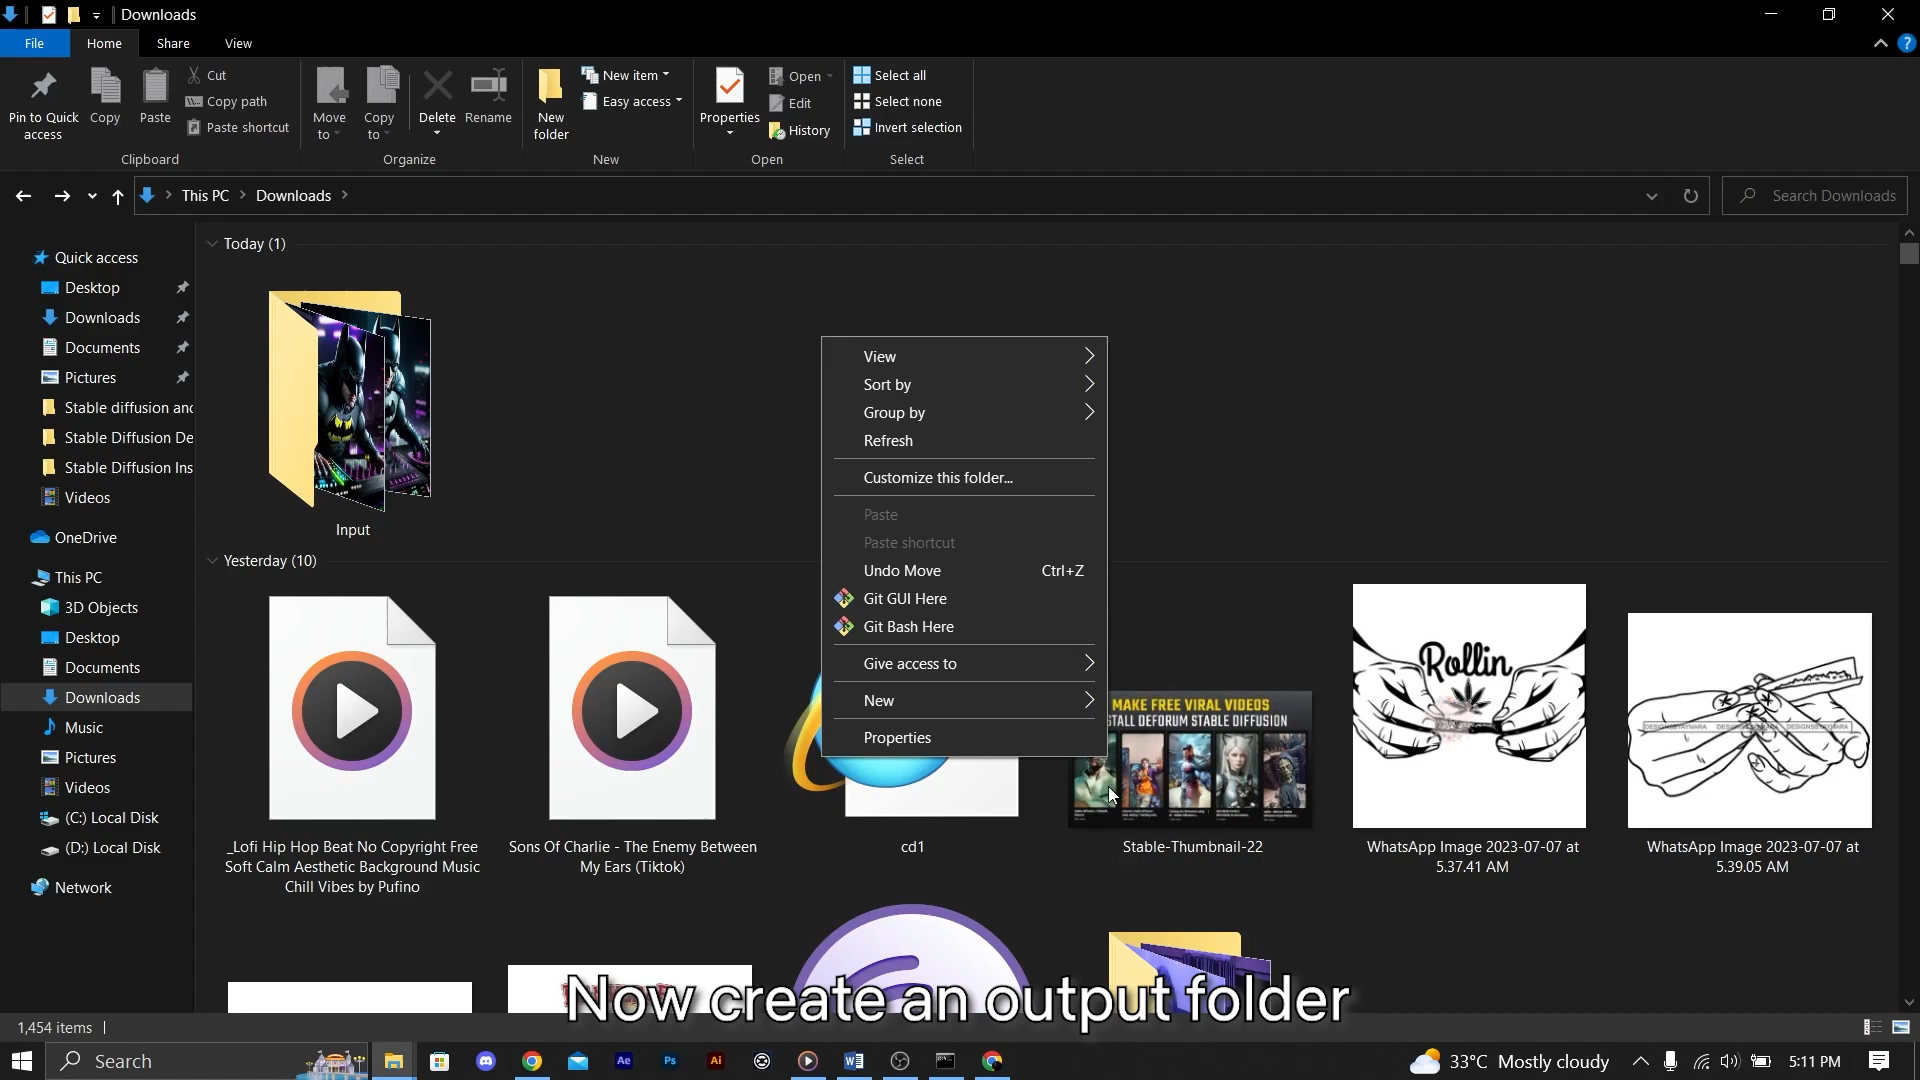 Downloads
File
Home
Share
View
Pin to Quick access
Copy
Paste
Cut
Copy path
Paste shortcut
Move to
Copy to
Delete
Rename
New folder
New item
Easy access
Properties
Open
Edit
History
Select all
Select none
Invert selection
Clipboard
Organize
New
Open
Select
This PC
Downloads
Search Downloads
Quick access
Desktop
Downloads
Documents
Pictures
Stable diffusion anc
Stable Diffusion De
Stable Diffusion Ins
Videos
OneDrive
This PC
3D Objects
Desktop
Documents
Downloads
Music
Pictures
Videos
(C:) Local Disk
(D:) Local Disk
Network
Today (1)
Input
Yesterday (10)
View
Sort by
Group by
Refresh
Customize this folder...
Paste
Paste shortcut
Undo Move Ctrl+Z
Git GUI Here
Git Bash Here
Give access to
New
Properties
MAKE FREE VIRAL VIDEOS
STALL DEFORUM STABLE DIFFUSION
Rollin
_Lofi Hip Hop Beat No Copyright Free
Soft Calm Aesthetic Background Music
Chill Vibes by Pufino
Sons Of Charlie - The Enemy Between
My Ears (Tiktok)
cd1
Stable-Thumbnail-22
WhatsApp Image 2023-07-07 at
5.37.41 AM
WhatsApp Image 2023-07-07 at
5.39.05 AM
Now create an output folder
1,454 items
Search
Ae
Ps
Ai
33°C Mostly cloudy
5:11 PM